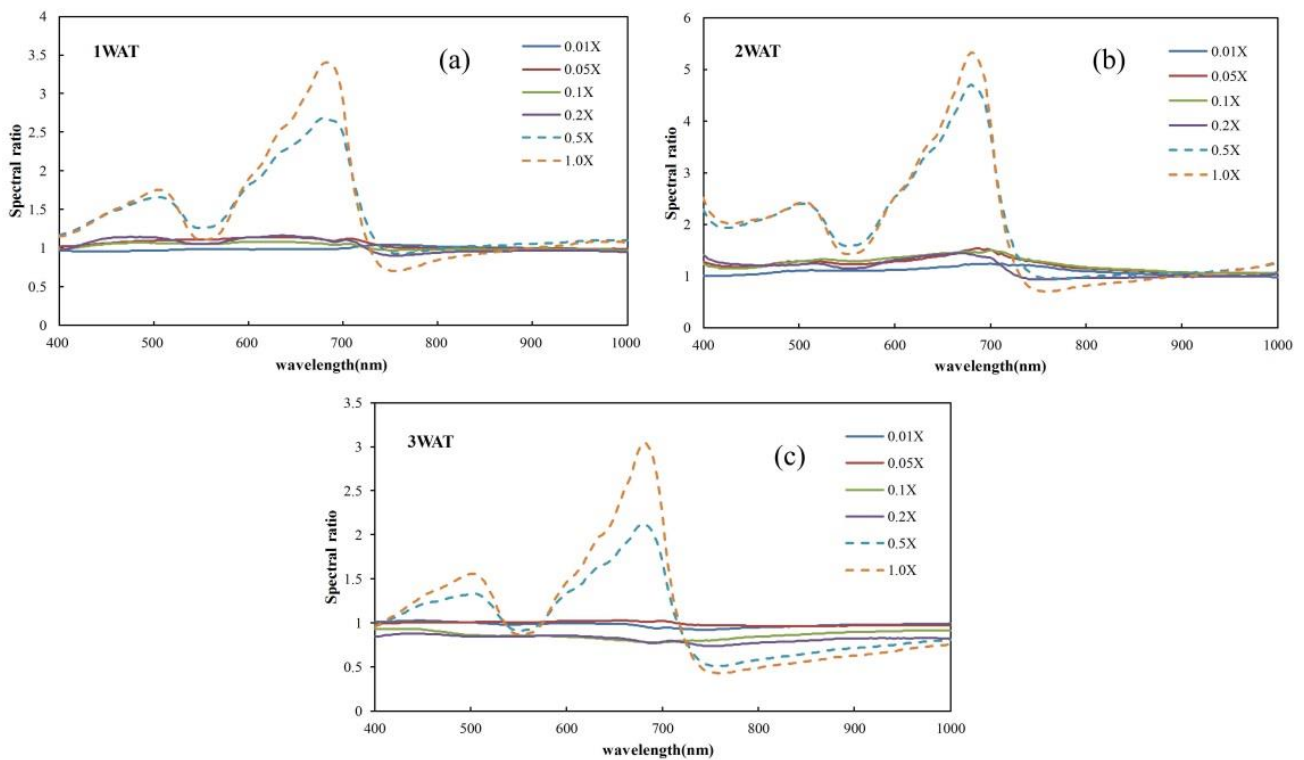 4
3.5
3
2.5
2
1.5
1
0.5
0
Spectral ratio
1WAT
(a)
0.01X
0.05X
0.1X
0.2X
0.5X
1.0X
400 500 600 700 800 900 1000
wavelength(nm)
6
5
4
3
2
1
0
Spectral ratio
2WAT
(b)
0.01X
0.05X
0.1X
0.2X
0.5X
1.0X
400 500 600 700 800 900 1000
wavelength(nm)
3.5
3
2.5
2
1.5
1
0.5
0
Spectral ratio
3WAT
(c)
0.01X
0.05X
0.1X
0.2X
0.5X
1.0X
400 500 600 700 800 900 1000
wavelength(nm)